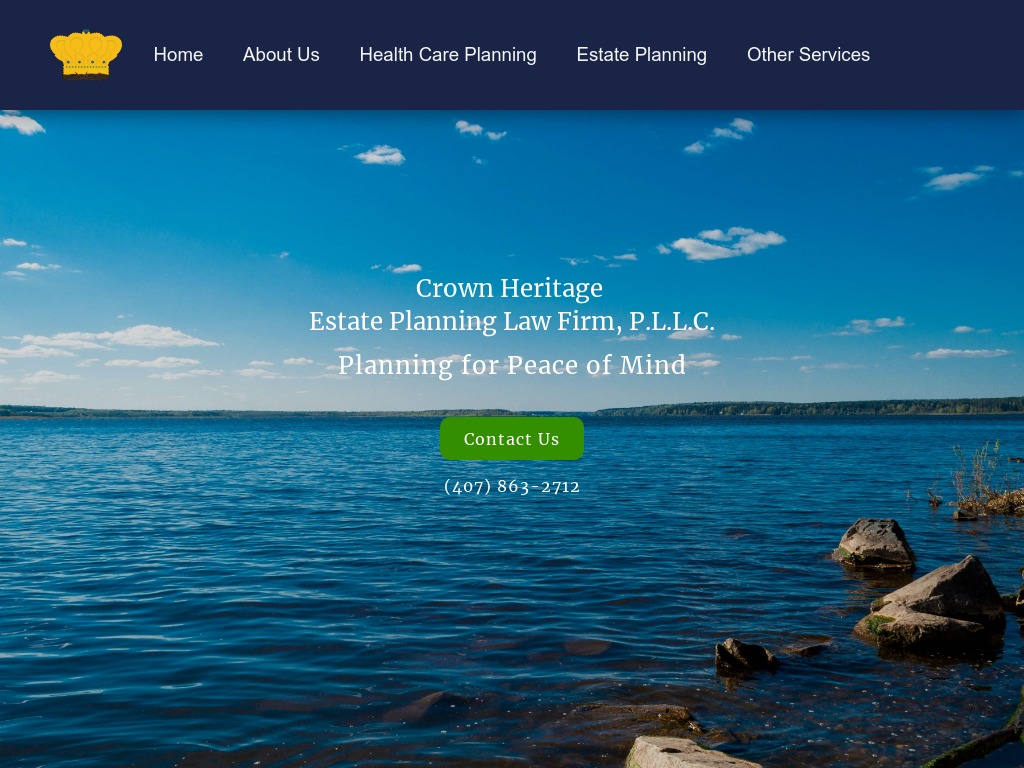 Home
About Us
Health Care Planning
Estate Planning
Other Services
Crown Heritage
Estate Planning Law Firm, P.L.L.C.
Planning for Peace of Mind
Contact Us
(407) 863-2712